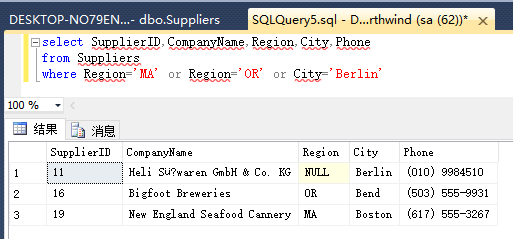 DESKTOP-NO79EN...- dbo.Suppliers SQLQuery5.sql - D...rthwind (sa (62))*
select SupplierID,CompanyName,Region,City,Phone
from Suppliers
where Region='MA' or Region='OR' or City='Berlin'
100 %
结果 消息
SupplierID CompanyName Region City Phone
1 11 Heli Sü?waren GmbH & Co. KG NULL Berlin (010) 9984510
2 16 Bigfoot Breweries OR Bend (503) 555-9931
3 19 New England Seafood Cannery MA Boston (617) 555-3267